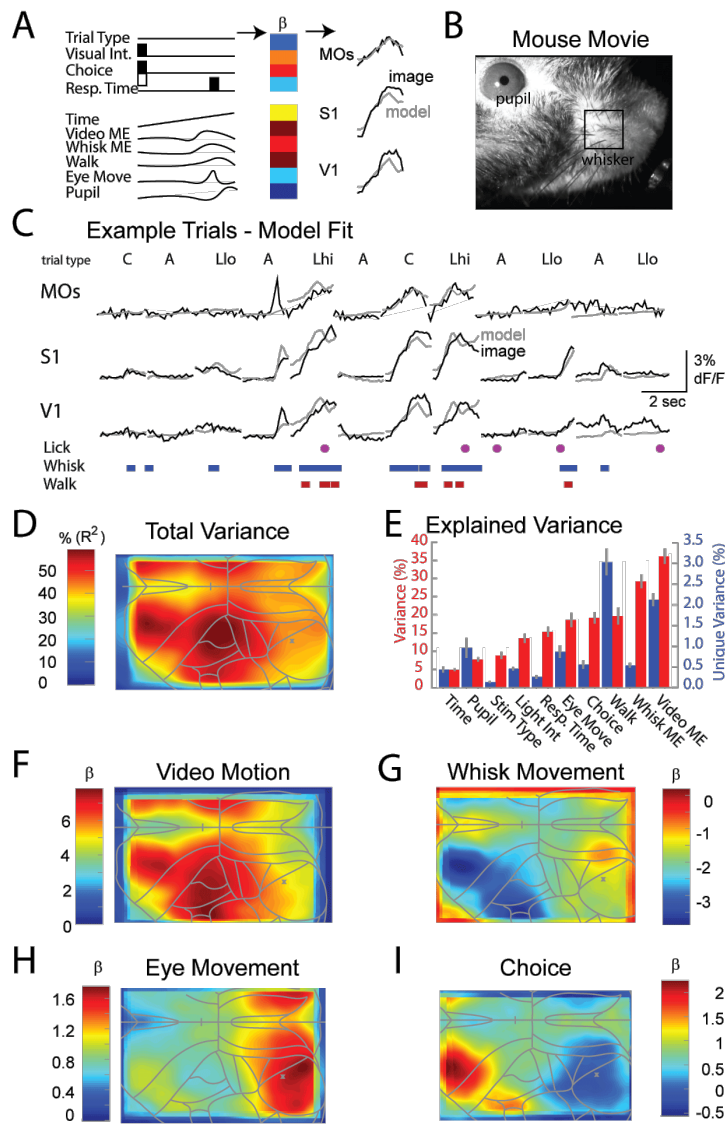 A
β
Trial Type
Visual Int.
Choice
Resp. Time
Time
Video ME
Whisk ME
Walk
Eye Move
Pupil
MOs
image
model
S1
V1
B
Mouse Movie
pupil
whisker
C
Example Trials - Model Fit
trial type C A Llo A Lhi A C Lhi A Llo A Llo
MOs
S1
model
image
3%
dF/F
2 sec
V1
Lick
Whisk
Walk
D
Total Variance
% (R²)
50
40
30
20
10
0
E
Explained Variance
Variance (%)
40
35
30
25
20
15
10
5
0
Unique Variance (%)
3.5
3.0
2.5
2.0
1.5
1.0
0.5
0.0
Time
Pupil
Stim Type
Light Int
Resp. Time
Eye Move
Choice
Walk
Whisk ME
Video ME
F
Video Motion
β
6
4
2
0
G
Whisk Movement
β
0
-1
-2
-3
H
Eye Movement
β
1.6
1.2
0.8
0.4
0
I
Choice
β
2
1.5
1
0.5
0
-0.5